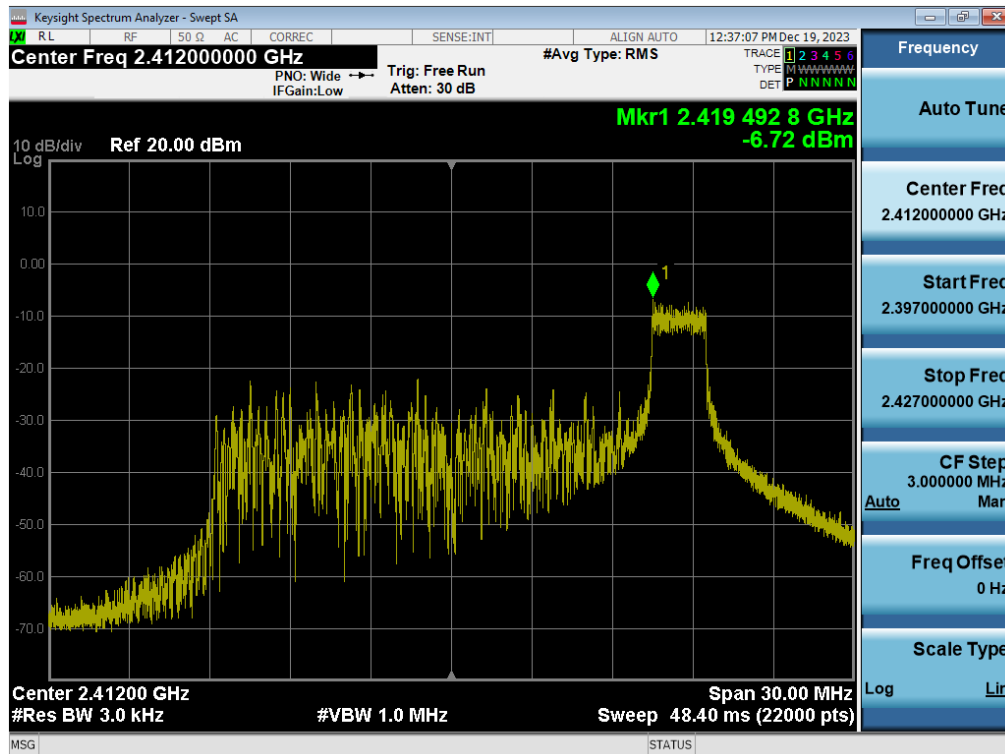 Keysight Spectrum Analyzer - Swept SA
LXI RL RF 50 Ω AC CORREC SENSE:INT ALIGN AUTO 12:37:07 PM Dec 19, 2023
Center Freq 2.412000000 GHz
PNO: Wide
IFGain:Low
Trig: Free Run
Atten: 30 dB
#Avg Type: RMS
TRACE 1 2 3 4 5 6
TYPE M WWWWW
DET P N N N N N
Mkr1 2.419 492 8 GHz
-6.72 dBm
10 dB/div Ref 20.00 dBm
Log
10.0
0.00
-10.0
-20.0
-30.0
-40.0
-50.0
-60.0
-70.0
1
Center 2.41200 GHz Span 30.00 MHz
#Res BW 3.0 kHz #VBW 1.0 MHz Sweep 48.40 ms (22000 pts)
MSG STATUS
Frequency
Auto Tune
Center Freq
2.412000000 GHz
Start Freq
2.397000000 GHz
Stop Freq
2.427000000 GHz
CF Step
3.000000 MHz
Auto Man
Freq Offset
0 Hz
Scale Type
Log Lin